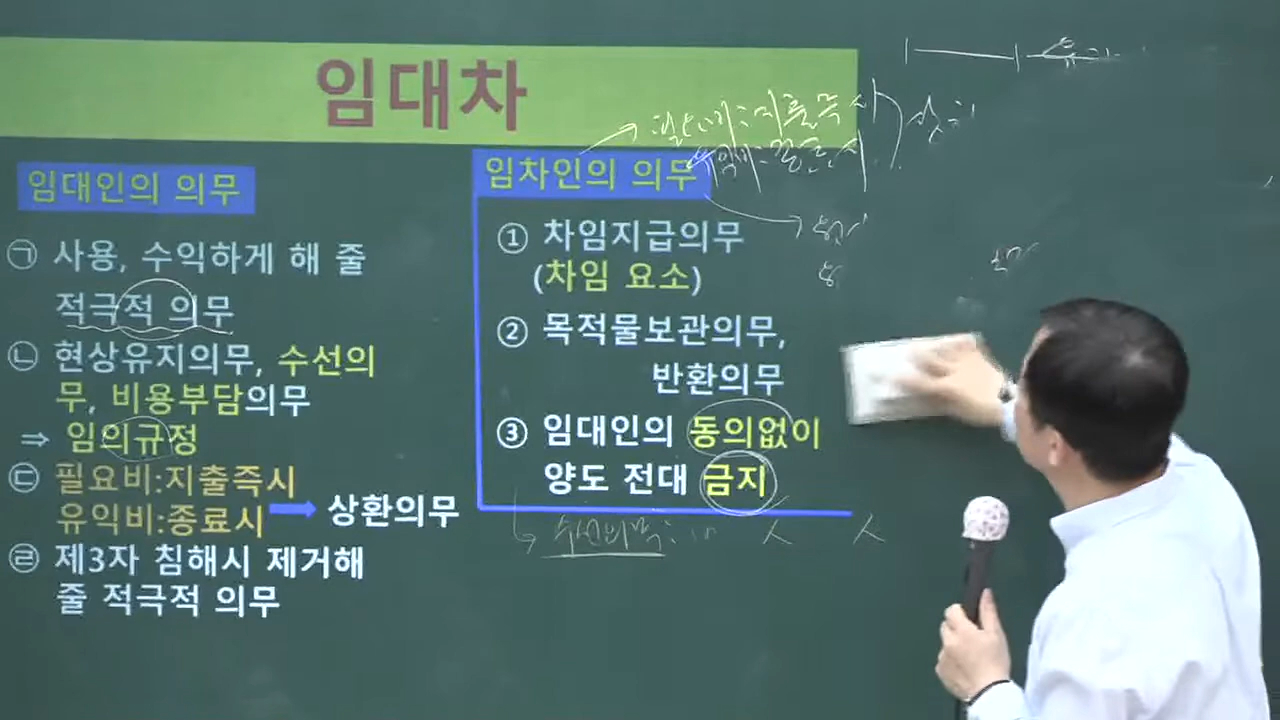 임대차
임대인의 의무
㉠ 사용, 수익하게 해 줄
적극적 의무
㉡ 현상유지의무, 수선의
무, 비용부담의무
⇒ 임의규정
㉢ 필요비:지출즉시
유익비:종료시
상환의무
㉣ 제3자 침해시 제거해
줄 적극적 의무
임차인의 의무
① 차임지급의무
(차임 요소)
② 목적물보관의무,
반환의무
③ 임대인의 동의없이
양도 전대 금지
수선의무: